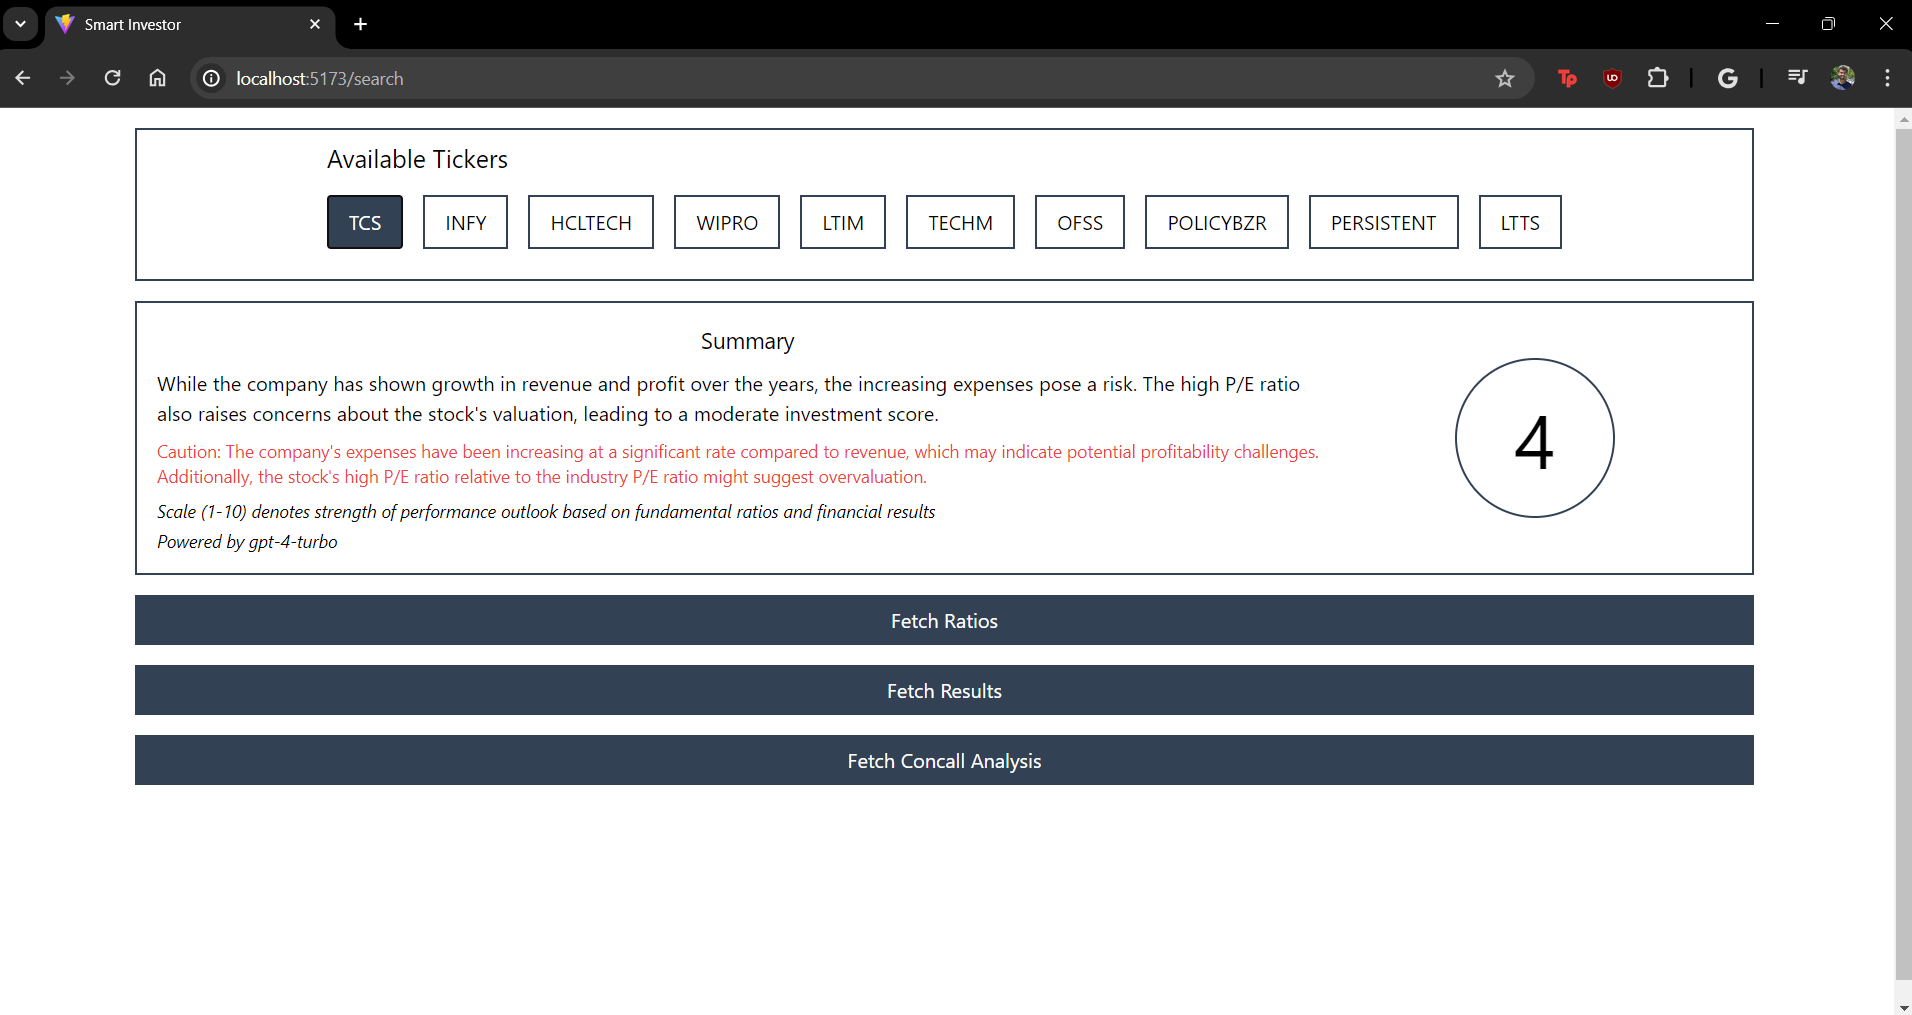 Smart Investor
localhost:5173/search
Tp
UD
G
Available Tickers
TCS INFY HCLTECH WIPRO LTIM TECHM OFSS POLICYBZR PERSISTENT LTTS
Summary
While the company has shown growth in revenue and profit over the years, the increasing expenses pose a risk. The high P/E ratio
also raises concerns about the stock's valuation, leading to a moderate investment score.
Caution: The company's expenses have been increasing at a significant rate compared to revenue, which may indicate potential profitability challenges.
Additionally, the stock's high P/E ratio relative to the industry P/E ratio might suggest overvaluation.
Scale (1-10) denotes strength of performance outlook based on fundamental ratios and financial results
Powered by gpt-4-turbo
4
Fetch Ratios
Fetch Results
Fetch Concall Analysis